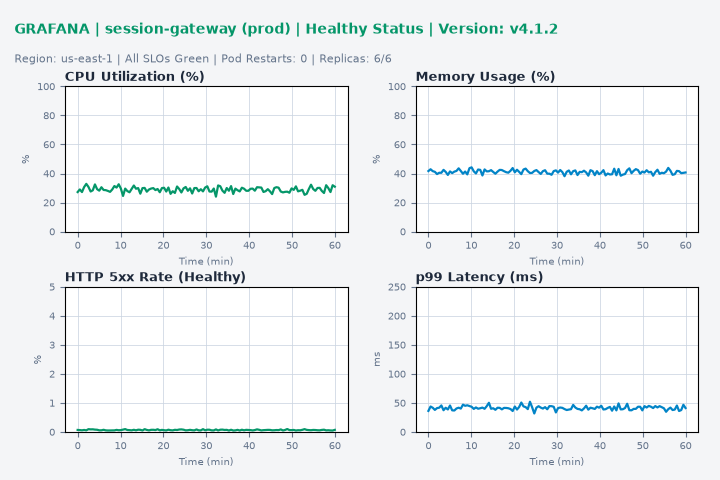 GRAFANA | session-gateway (prod) | Healthy Status | Version: v4.1.2
Region: us-east-1 | All SLOs Green | Pod Restarts: 0 | Replicas: 6/6
CPU Utilization (%)
100
80
60
40
20
0
%
0 10 20 30 40 50 60
Time (min)
Memory Usage (%)
100
80
60
40
20
0
%
0 10 20 30 40 50 60
Time (min)
HTTP 5xx Rate (Healthy)
5
4
3
2
1
0
%
0 10 20 30 40 50 60
Time (min)
p99 Latency (ms)
250
200
150
100
50
0
ms
0 10 20 30 40 50 60
Time (min)